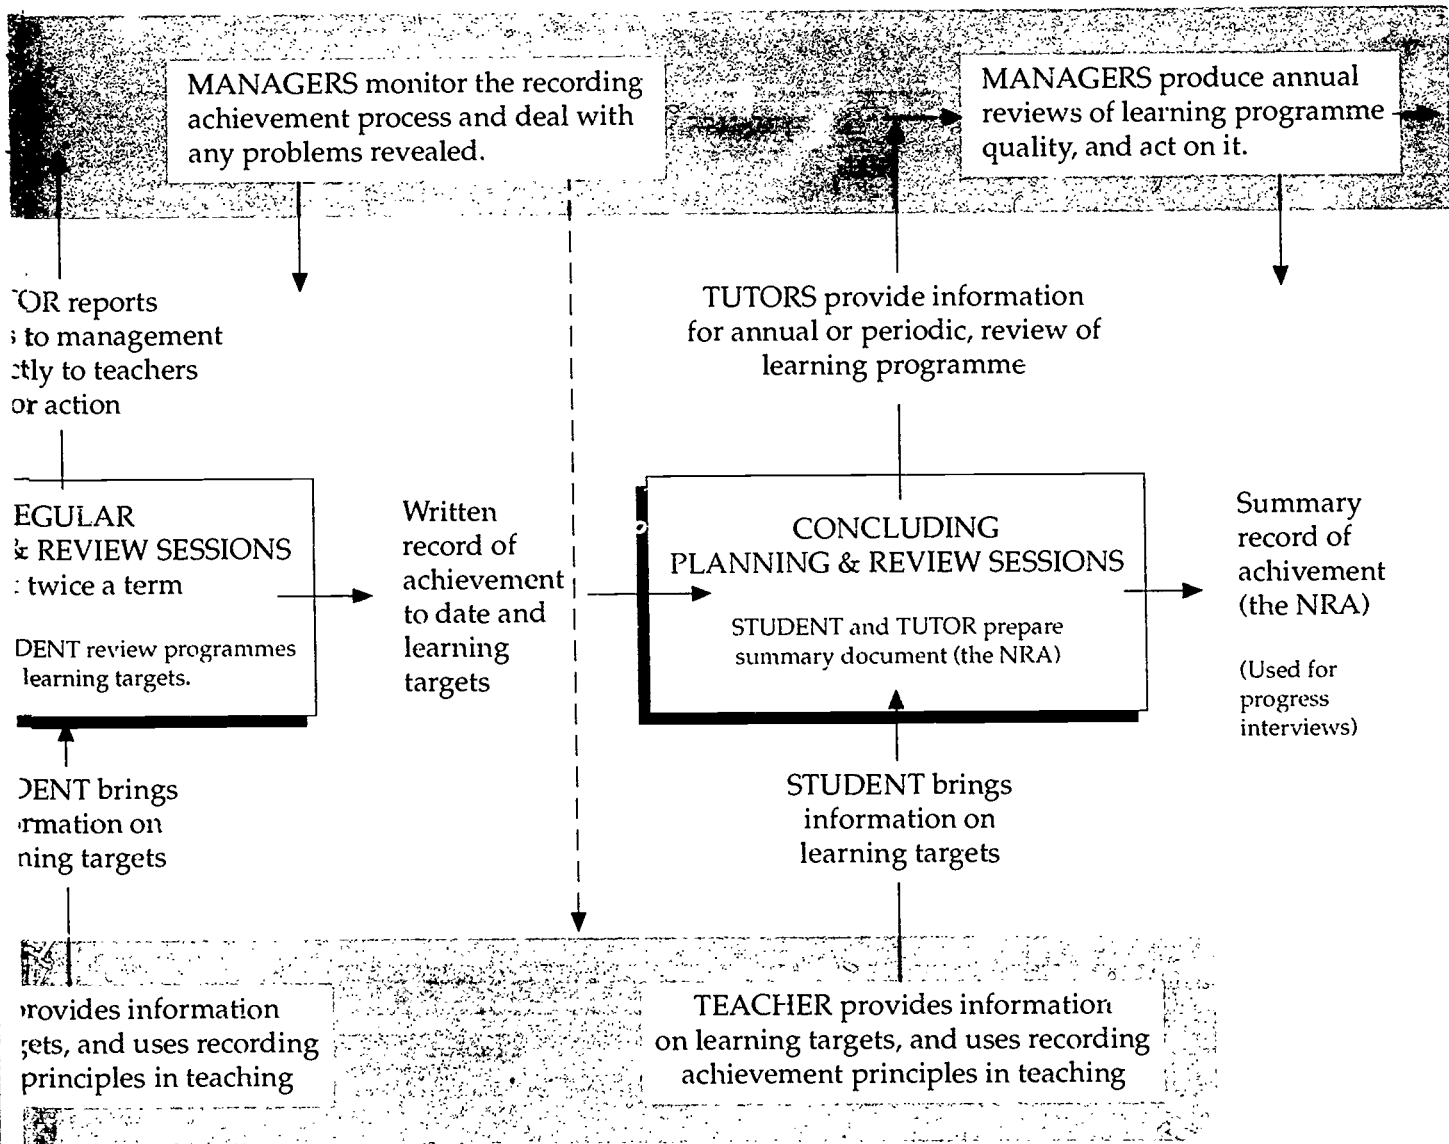 MANAGERS monitor the recording
achievement process and deal with
any problems revealed.
MANAGERS produce annual
reviews of learning programme
quality, and act on it.
OR reports
to management
to teachers
or action
TUTORS provide information
for annual or periodic, review of
learning programme
EGULAR
& REVIEW SESSIONS
twice a term
DENT review programmes
learning targets.
Written
record of
achievement
to date and
learning
targets
CONCLUDING
PLANNING & REVIEW SESSIONS
STUDENT and TUTOR prepare
summary document (the NRA)
Summary
record of
achivement
(the NRA)
(Used for
progress
interviews)
DENT brings
rmation on
ning targets
STUDENT brings
information on
learning targets
rovides information
gets, and uses recording
principles in teaching
TEACHER provides information
on learning targets, and uses recording
achievement principles in teaching